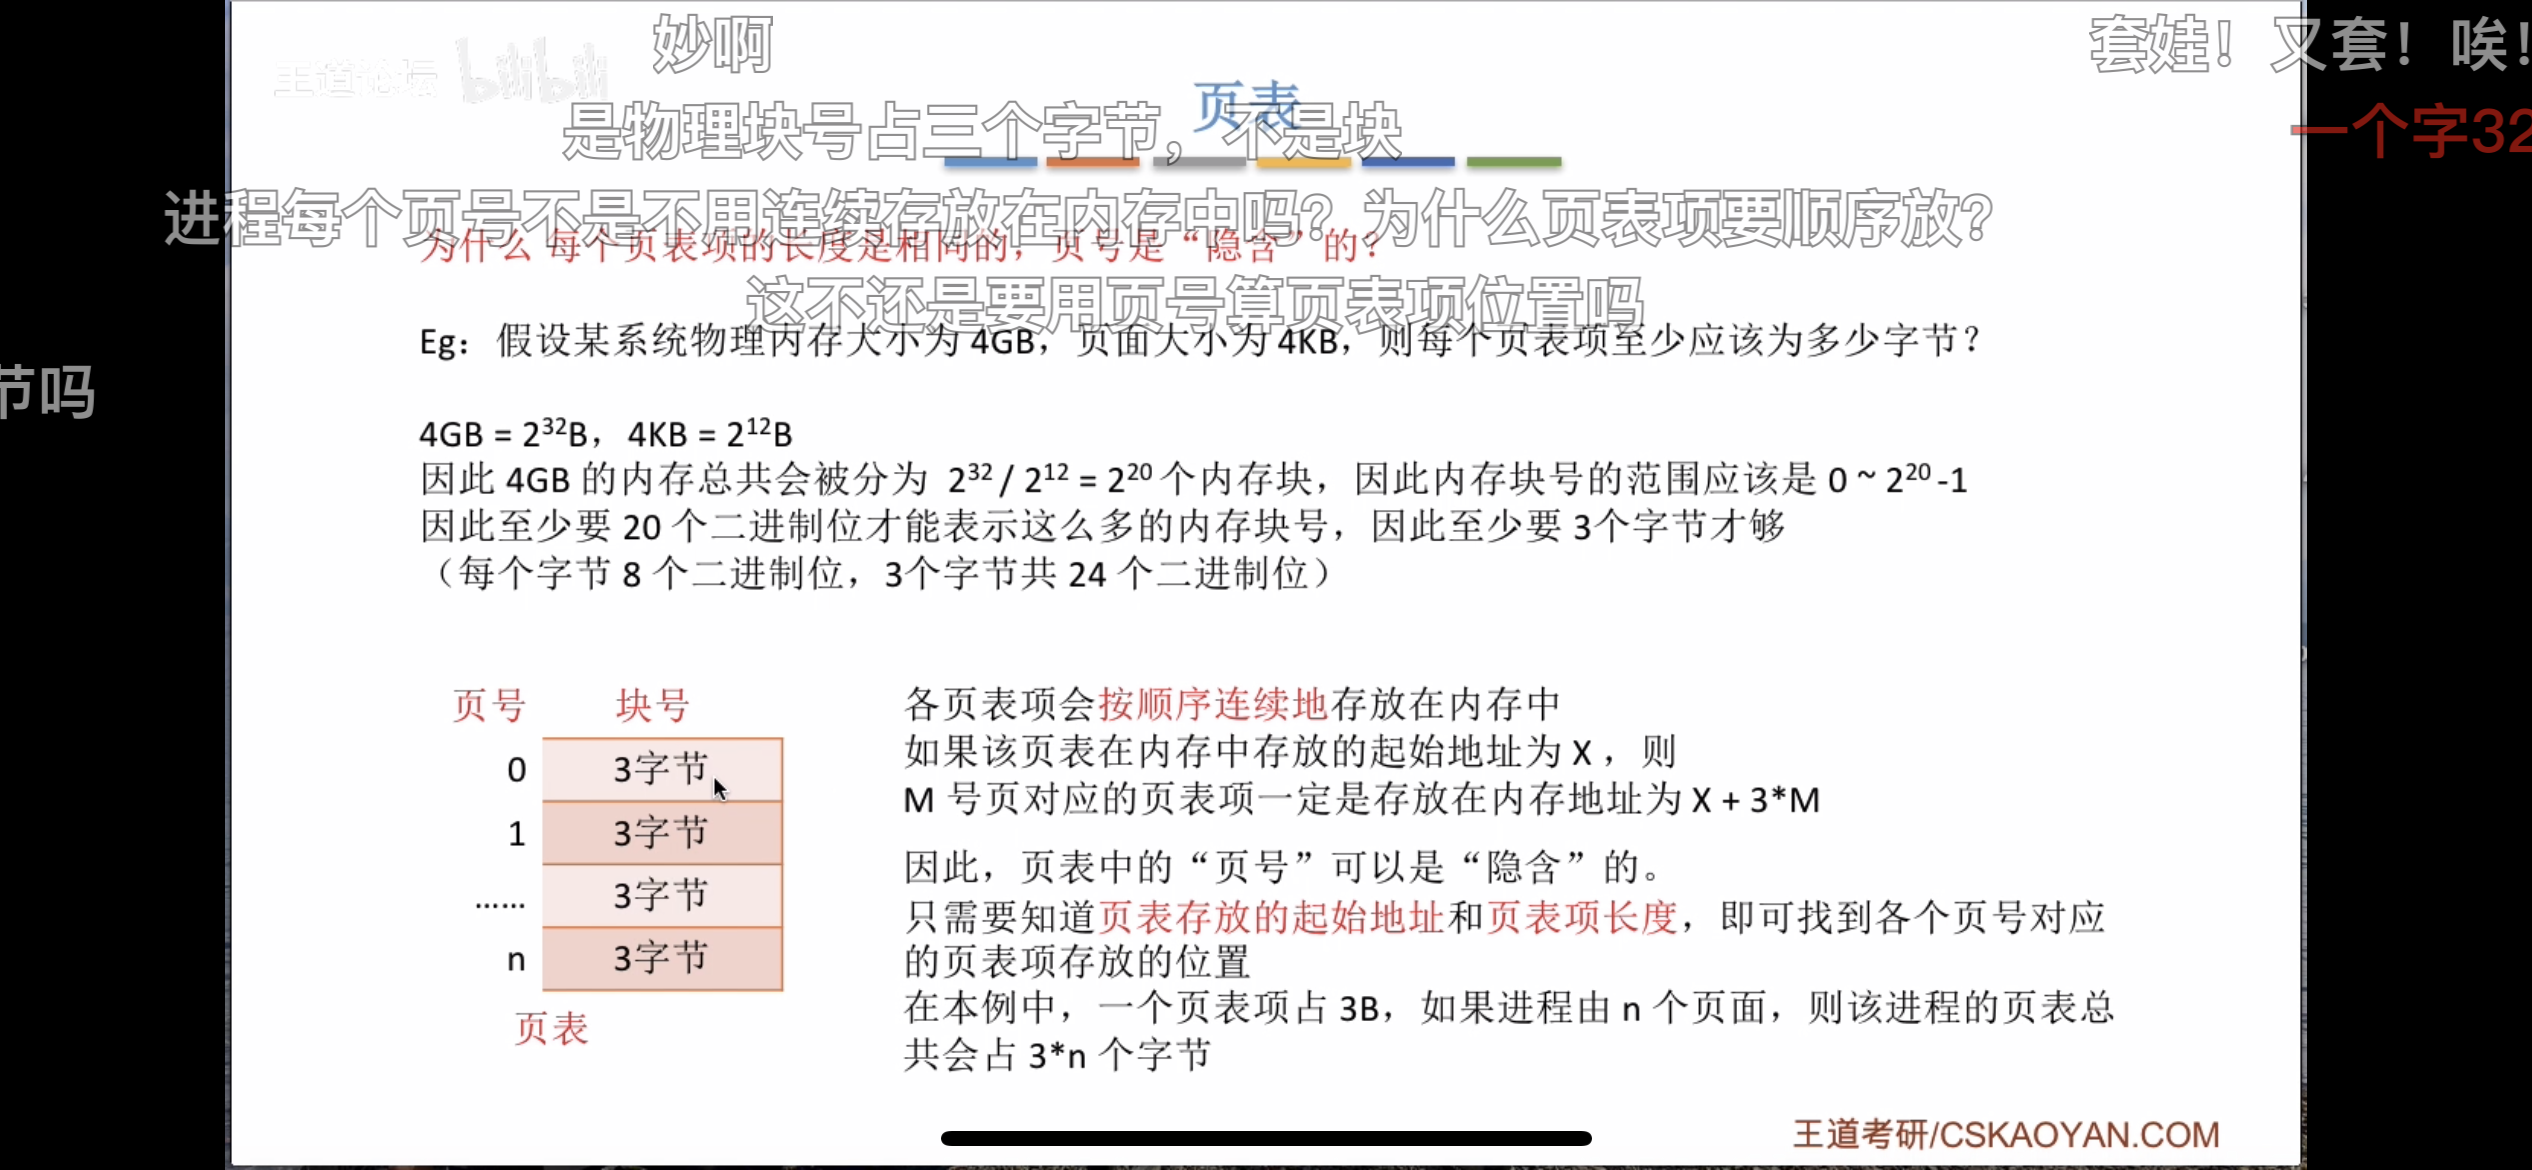 妙啊
套娃！又套！唉！
王道论坛 bilibili
页表
是物理块号占三个字节，不是块
一个字32
进程每个页号不是不用连续存放在内存中吗？为什么页表项要顺序放？
为什么 每个页表项的长度是相同的，页号是“隐含”的？
这不还是要用页号算页表项位置吗
Eg：假设某系统物理内存大小为 4GB，页面大小为 4KB，则每个页表项至少应该为多少字节？
节吗
4GB = 2³²B，4KB = 2¹²B
因此 4GB 的内存总共会被分为 2³² / 2¹² = 2²⁰ 个内存块，因此内存块号的范围应该是 0 ~ 2²⁰ -1
因此至少要 20 个二进制位才能表示这么多的内存块号，因此至少要 3个字节才够
（每个字节 8 个二进制位，3个字节共 24 个二进制位）
页号 块号
0 3字节
1 3字节
…… 3字节
n 3字节
页表
各页表项会按顺序连续地存放在内存中
如果该页表在内存中存放的起始地址为 X ，则
M 号页对应的页表项一定是存放在内存地址为 X + 3*M
因此，页表中的“页号”可以是“隐含”的。
只需要知道页表存放的起始地址和页表项长度，即可找到各个页号对应
的页表项存放的位置
在本例中，一个页表项占 3B，如果进程由 n 个页面，则该进程的页表总
共会占 3*n 个字节
王道考研/CSKAOYAN.COM